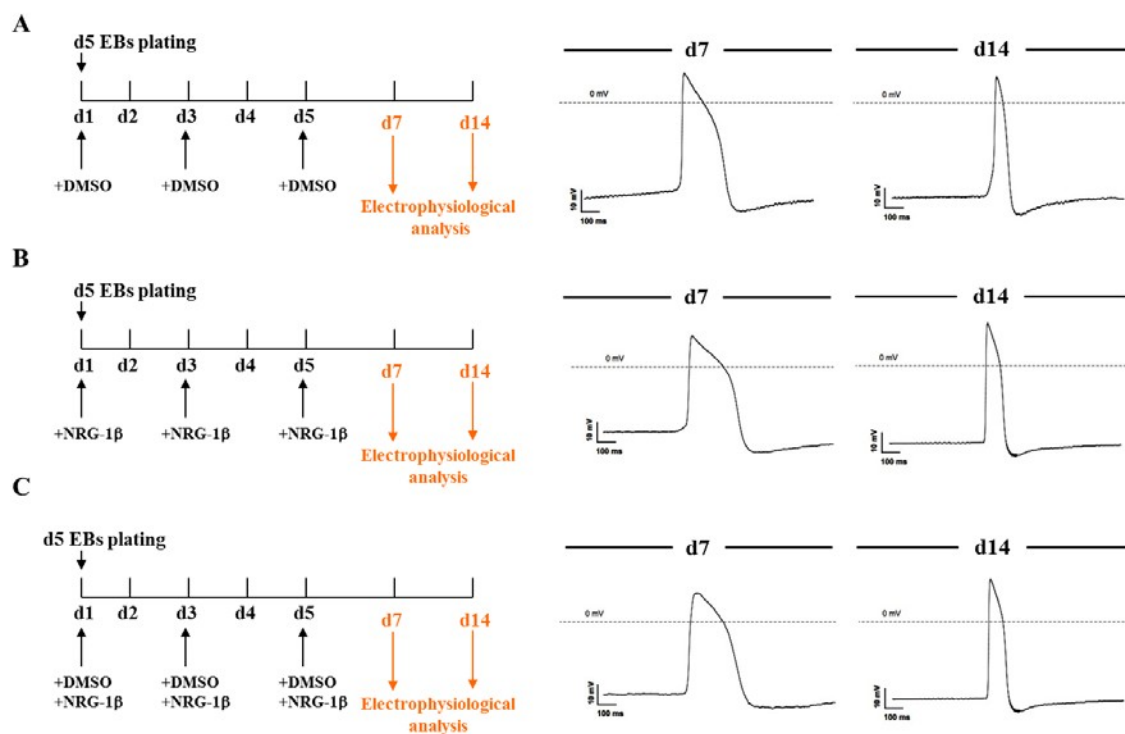 A
d5 EBs plating
d1 d2 d3 d4 d5 d7 d14
+DMSO +DMSO +DMSO
Electrophysiological
analysis
d7 d14
0 mV 0 mV
10 mV 10 mV
100 ms 100 ms
B
d5 EBs plating
d1 d2 d3 d4 d5 d7 d14
+NRG-1β +NRG-1β +NRG-1β
Electrophysiological
analysis
d7 d14
0 mV 0 mV
10 mV 10 mV
100 ms 100 ms
C
d5 EBs plating
d1 d2 d3 d4 d5 d7 d14
+DMSO +DMSO +DMSO
+NRG-1β +NRG-1β +NRG-1β
Electrophysiological
analysis
d7 d14
0 mV 0 mV
10 mV 10 mV
100 ms 100 ms